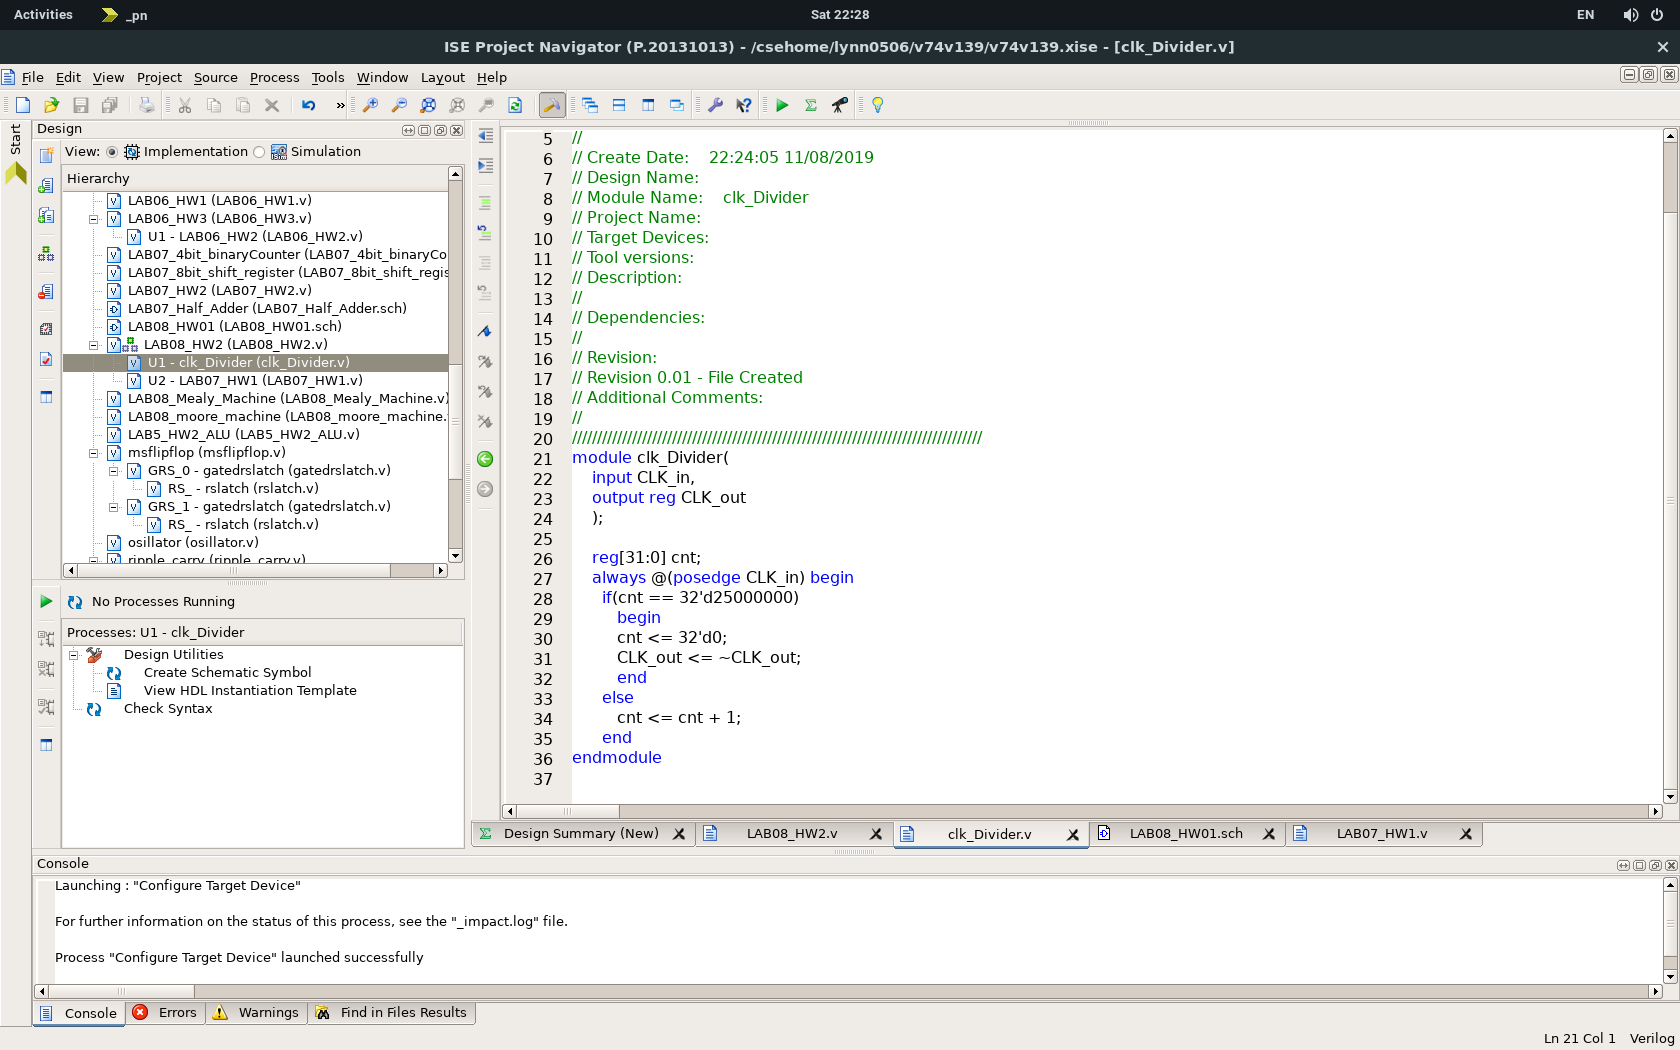 Activities
_pn
Sat 22:28
EN
ISE Project Navigator (P.20131013) - /csehome/lynn0506/v74v139/v74v139.xise - [clk_Divider.v]
File Edit View Project Source Process Tools Window Layout Help
»
Start
Design
View: Implementation Simulation
Hierarchy
LAB06_HW1 (LAB06_HW1.v)
LAB06_HW3 (LAB06_HW3.v)
U1 - LAB06_HW2 (LAB06_HW2.v)
LAB07_4bit_binaryCounter (LAB07_4bit_binaryCo
LAB07_8bit_shift_register (LAB07_8bit_shift_regis
LAB07_HW2 (LAB07_HW2.v)
LAB07_Half_Adder (LAB07_Half_Adder.sch)
LAB08_HW01 (LAB08_HW01.sch)
LAB08_HW2 (LAB08_HW2.v)
U1 - clk_Divider (clk_Divider.v)
U2 - LAB07_HW1 (LAB07_HW1.v)
LAB08_Mealy_Machine (LAB08_Mealy_Machine.v)
LAB08_moore_machine (LAB08_moore_machine.
LAB5_HW2_ALU (LAB5_HW2_ALU.v)
msflipflop (msflipflop.v)
GRS_0 - gatedrslatch (gatedrslatch.v)
RS_ - rslatch (rslatch.v)
GRS_1 - gatedrslatch (gatedrslatch.v)
RS_ - rslatch (rslatch.v)
osillator (osillator.v)
ripple_carry (ripple_carry.v)
No Processes Running
Processes: U1 - clk_Divider
Design Utilities
Create Schematic Symbol
View HDL Instantiation Template
Check Syntax
5 //
6 // Create Date:    22:24:05 11/08/2019
7 // Design Name:
8 // Module Name:    clk_Divider
9 // Project Name:
10 // Target Devices:
11 // Tool versions:
12 // Description:
13 //
14 // Dependencies:
15 //
16 // Revision:
17 // Revision 0.01 - File Created
18 // Additional Comments:
19 //
20 //////////////////////////////////////////////////////////////////////////////////
21 module clk_Divider(
22     input CLK_in,
23     output reg CLK_out
24     );
25
26     reg[31:0] cnt;
27     always @(posedge CLK_in) begin
28       if(cnt == 32'd25000000)
29          begin
30          cnt <= 32'd0;
31          CLK_out <= ~CLK_out;
32          end
33       else
34          cnt <= cnt + 1;
35       end
36 endmodule
37
Design Summary (New)
LAB08_HW2.v
clk_Divider.v
LAB08_HW01.sch
LAB07_HW1.v
Console
Launching : "Configure Target Device"
For further information on the status of this process, see the "_impact.log" file.
Process "Configure Target Device" launched successfully
Console
Errors
Warnings
Find in Files Results
Ln 21 Col 1 Verilog